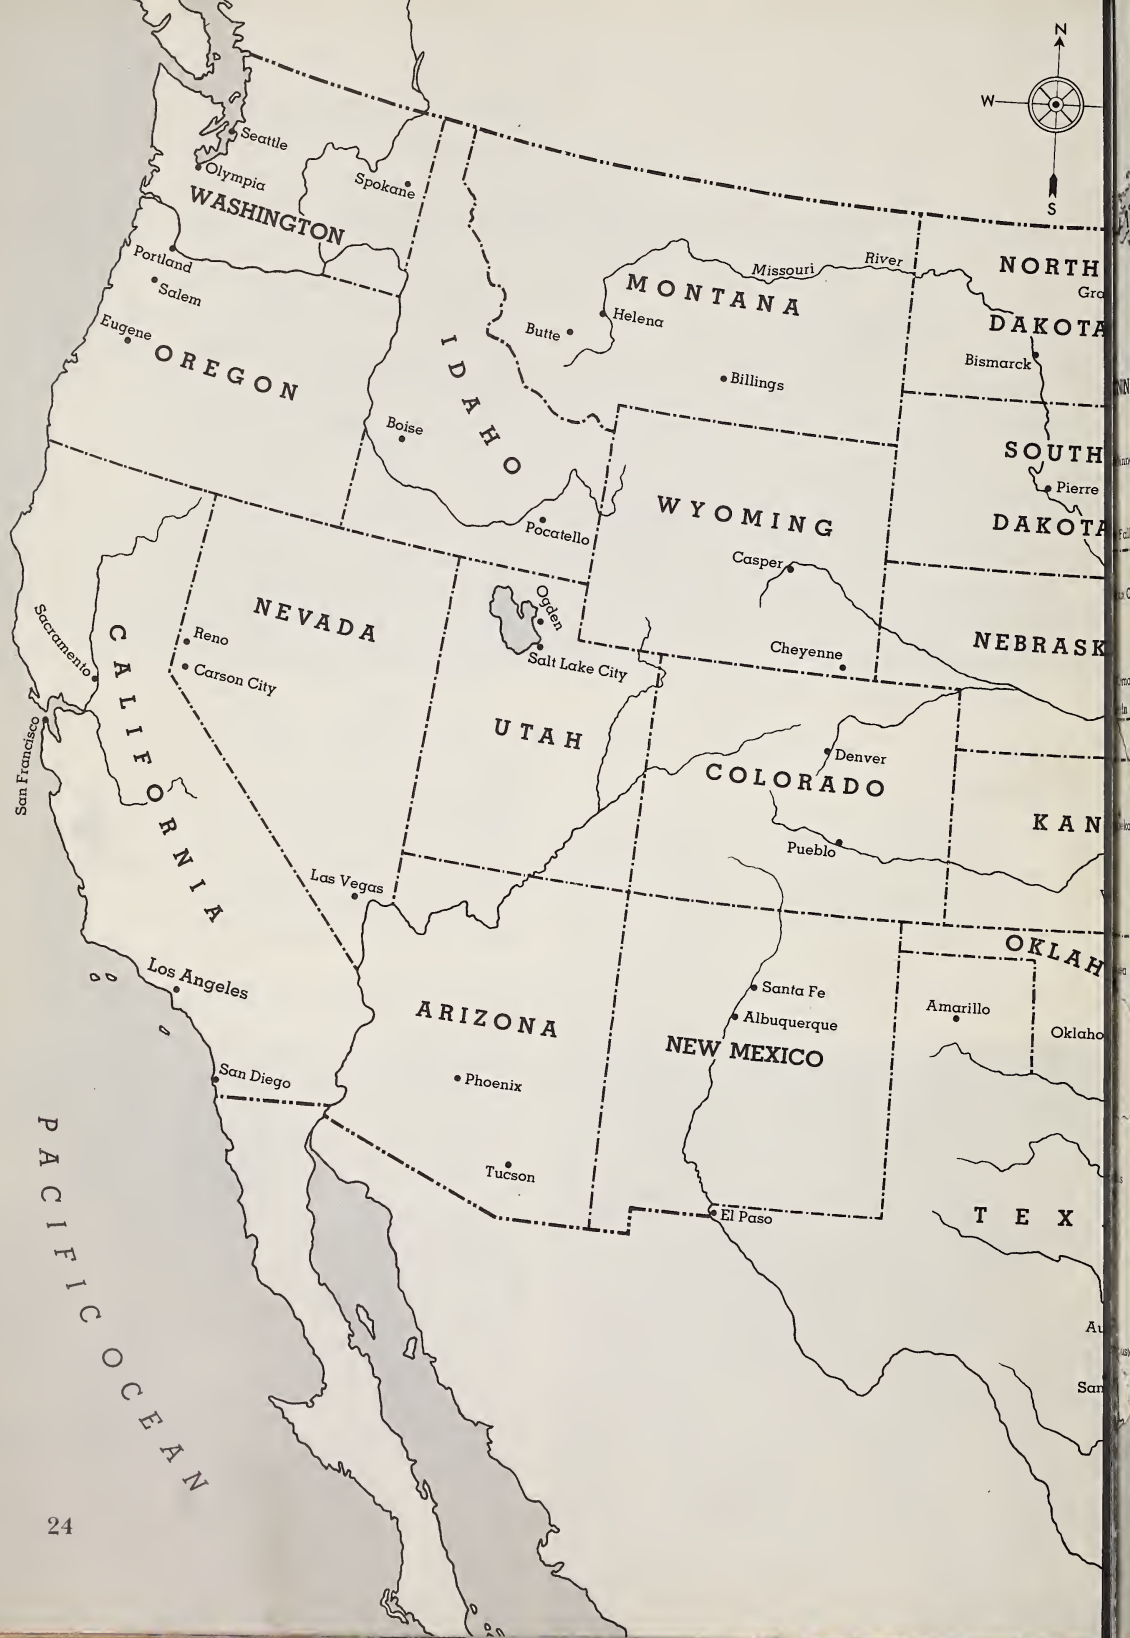 N
W
S
Seattle
Olympia
Spokane
WASHINGTON
Portland
Salem
Eugene
OREGON
IDAHO
Boise
Pocatello
Missouri River
MONTANA
Helena
Butte
Billings
NORTH
Gra
DAKOTA
Bismarck
SOUTH
Pierre
DAKOTA
WYOMING
Casper
Cheyenne
NEBRASK
NEVADA
Reno
Carson City
Las Vegas
Ogden
Salt Lake City
UTAH
Sacramento
CALIFORNIA
San Francisco
Los Angeles
San Diego
Denver
COLORADO
Pueblo
KAN
OKLAH
Oklaho
ARIZONA
Phoenix
Tucson
Santa Fe
Albuquerque
NEW MEXICO
Amarillo
El Paso
TEX
Au
San
PACIFIC OCEAN
24